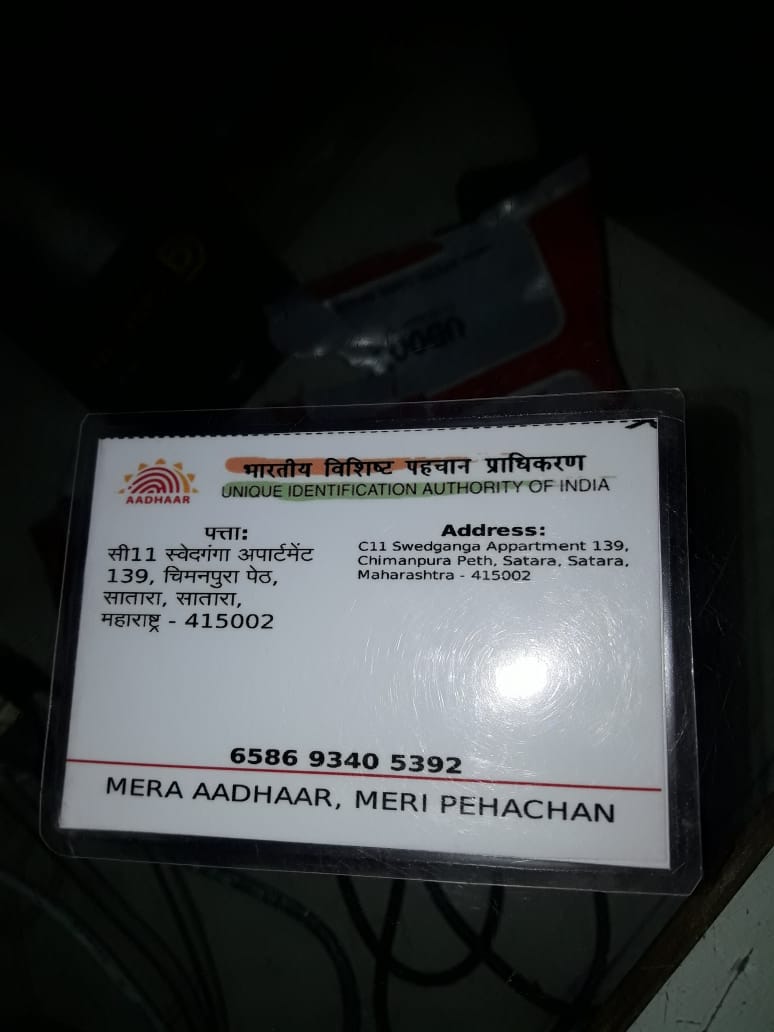 भारतीय विशिष्ट पहचान प्राधिकरण
UNIQUE IDENTIFICATION AUTHORITY OF INDIA
AADHAAR
पत्ता:
सी11 स्वेदगंगा अपार्टमेंट
139, चिमनपुरा पेठ,
सातारा, सातारा,
महाराष्ट्र - 415002
Address:
C11 Swedganga Appartment 139,
Chimanpura Peth, Satara, Satara,
Maharashtra - 415002
6586 9340 5392
MERA AADHAAR, MERI PEHACHAN